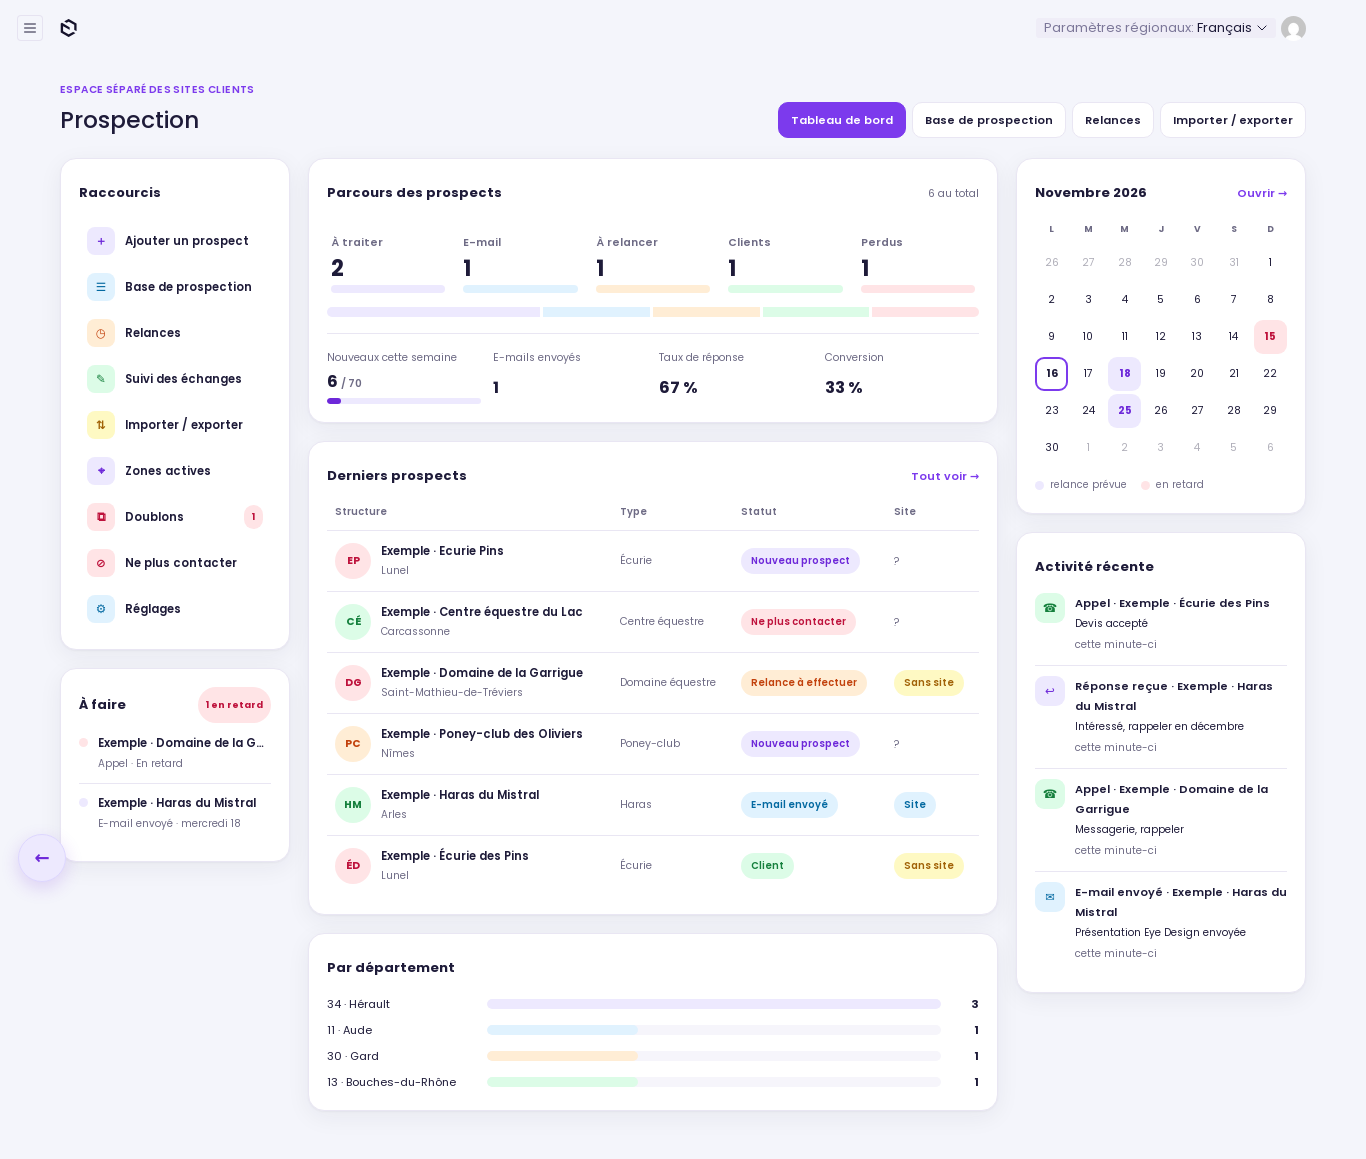 Paramètres régionaux: Français
ESPACE SÉPARÉ DES SITES CLIENTS
Prospection
Tableau de bord
Base de prospection
Relances
Importer / exporter
Raccourcis
Ajouter un prospect
Base de prospection
Relances
Suivi des échanges
Importer / exporter
Zones actives
Doublons 1
Ne plus contacter
Réglages
À faire
1 en retard
Exemple · Domaine de la G...
Appel · En retard
Exemple · Haras du Mistral
E-mail envoyé · mercredi 18
Parcours des prospects
6 au total
À traiter E-mail À relancer Clients Perdus
2 1 1 1 1
Nouveaux cette semaine E-mails envoyés Taux de réponse Conversion
6 / 70 1 67 % 33 %
Derniers prospects
Tout voir →
Structure Type Statut Site
EP Exemple · Ecurie Pins Écurie Nouveau prospect ?
Lunel
CÉ Exemple · Centre équestre du Lac Centre équestre Ne plus contacter ?
Carcassonne
DG Exemple · Domaine de la Garrigue Domaine équestre Relance à effectuer Sans site
Saint-Mathieu-de-Tréviers
PC Exemple · Poney-club des Oliviers Poney-club Nouveau prospect ?
Nîmes
HM Exemple · Haras du Mistral Haras E-mail envoyé Site
Arles
ÉD Exemple · Écurie des Pins Écurie Client Sans site
Lunel
Par département
34 · Hérault 3
11 · Aude 1
30 · Gard 1
13 · Bouches-du-Rhône 1
Novembre 2026
Ouvrir →
L M M J V S D
26 27 28 29 30 31 1
2 3 4 5 6 7 8
9 10 11 12 13 14 15
16 17 18 19 20 21 22
23 24 25 26 27 28 29
30 1 2 3 4 5 6
relance prévue en retard
Activité récente
Appel · Exemple · Écurie des Pins
Devis accepté
cette minute-ci
Réponse reçue · Exemple · Haras
du Mistral
Intéressé, rappeler en décembre
cette minute-ci
Appel · Exemple · Domaine de la
Garrigue
Messagerie, rappeler
cette minute-ci
E-mail envoyé · Exemple · Haras du
Mistral
Présentation Eye Design envoyée
cette minute-ci